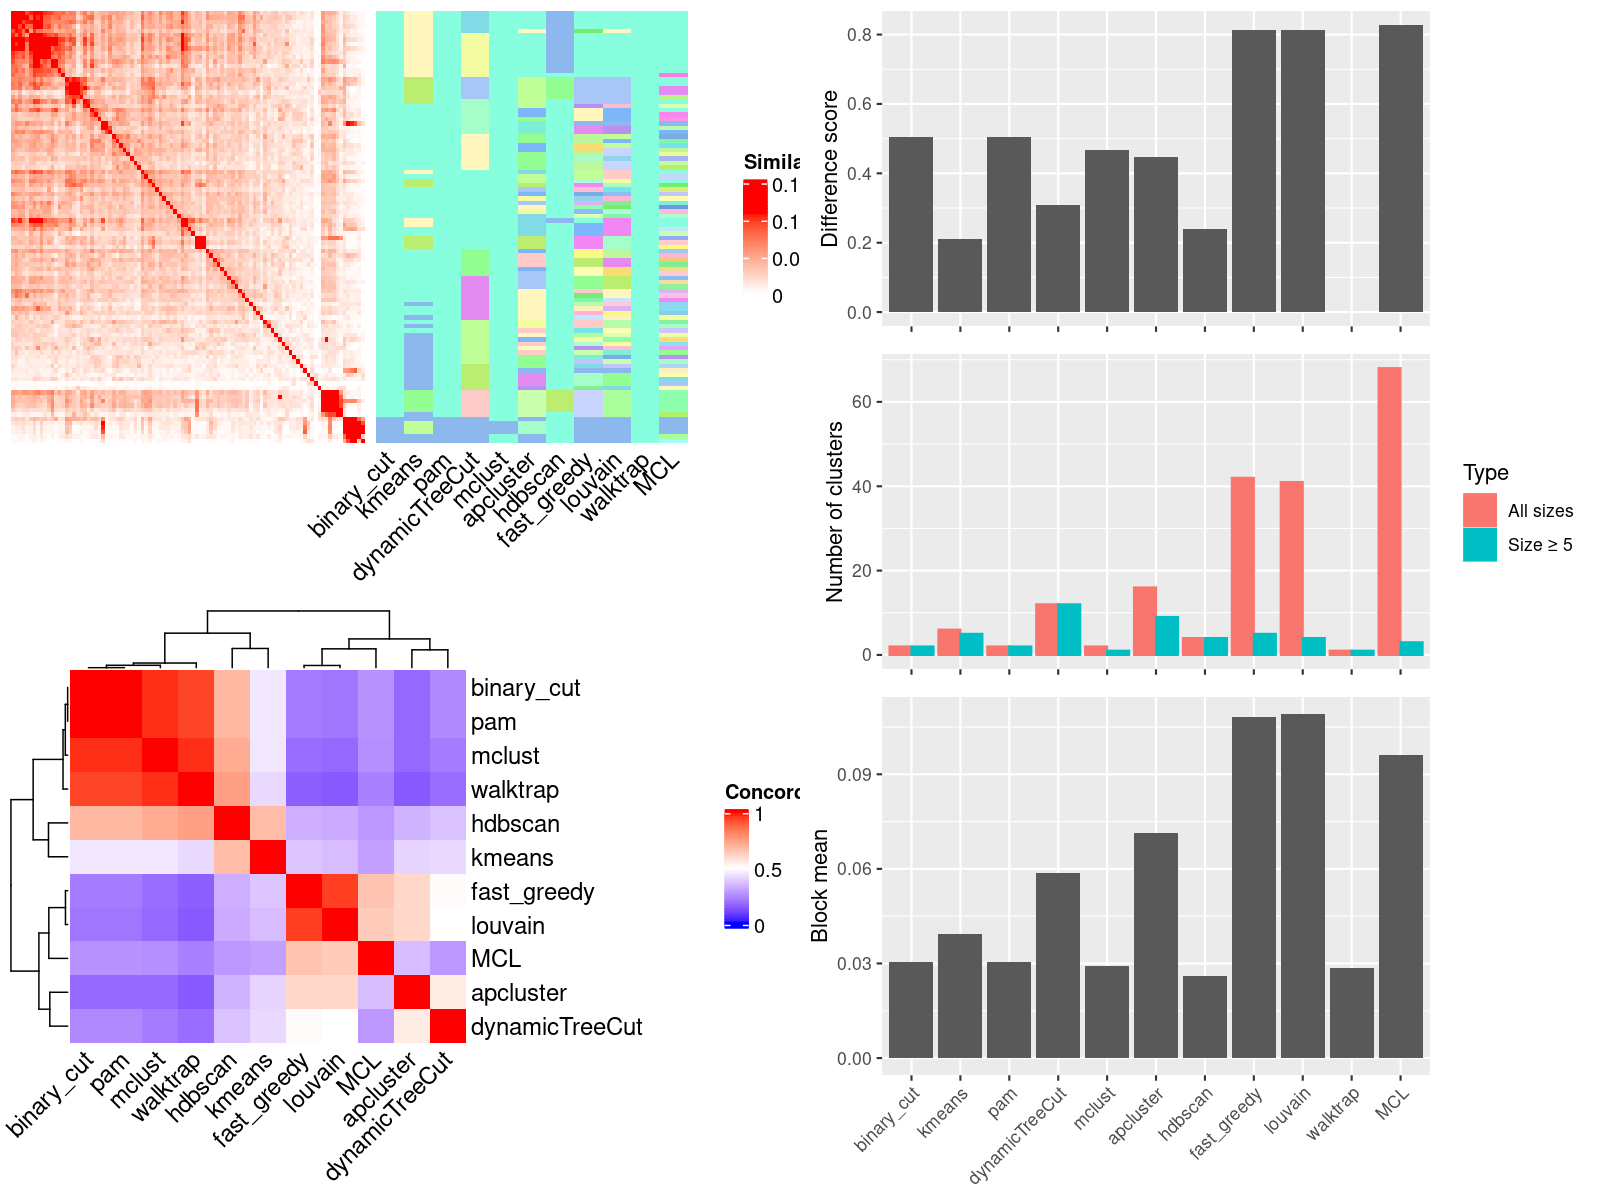 Simila
0.1
0.1
0.0
0
binary_cut
kmeans
pam
dynamicTreeCut
mclust
apcluster
hdbscan
fast_greedy
louvain
walktrap
MCL
binary_cut
pam
mclust
walktrap
hdbscan
kmeans
fast_greedy
louvain
MCL
apcluster
dynamicTreeCut
binary_cut
pam
mclust
walktrap
hdbscan
kmeans
fast_greedy
louvain
MCL
apcluster
dynamicTreeCut
Concord
1
0.5
0
Difference score
0.8
0.6
0.4
0.2
0.0
Number of clusters
60
40
20
0
Type
All sizes
Size ≥ 5
Block mean
0.09
0.06
0.03
0.00
binary_cut
kmeans
pam
dynamicTreeCut
mclust
apcluster
hdbscan
fast_greedy
louvain
walktrap
MCL